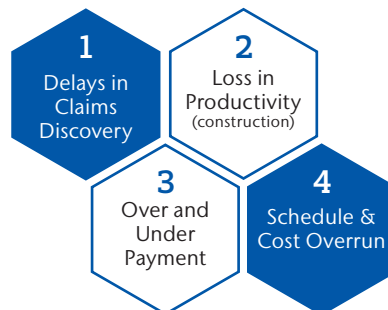 1
Delays in
Claims
Discovery
2
Loss in
Productivity
(construction)
3
Over and
Under
Payment
4
Schedule &
Cost Overrun